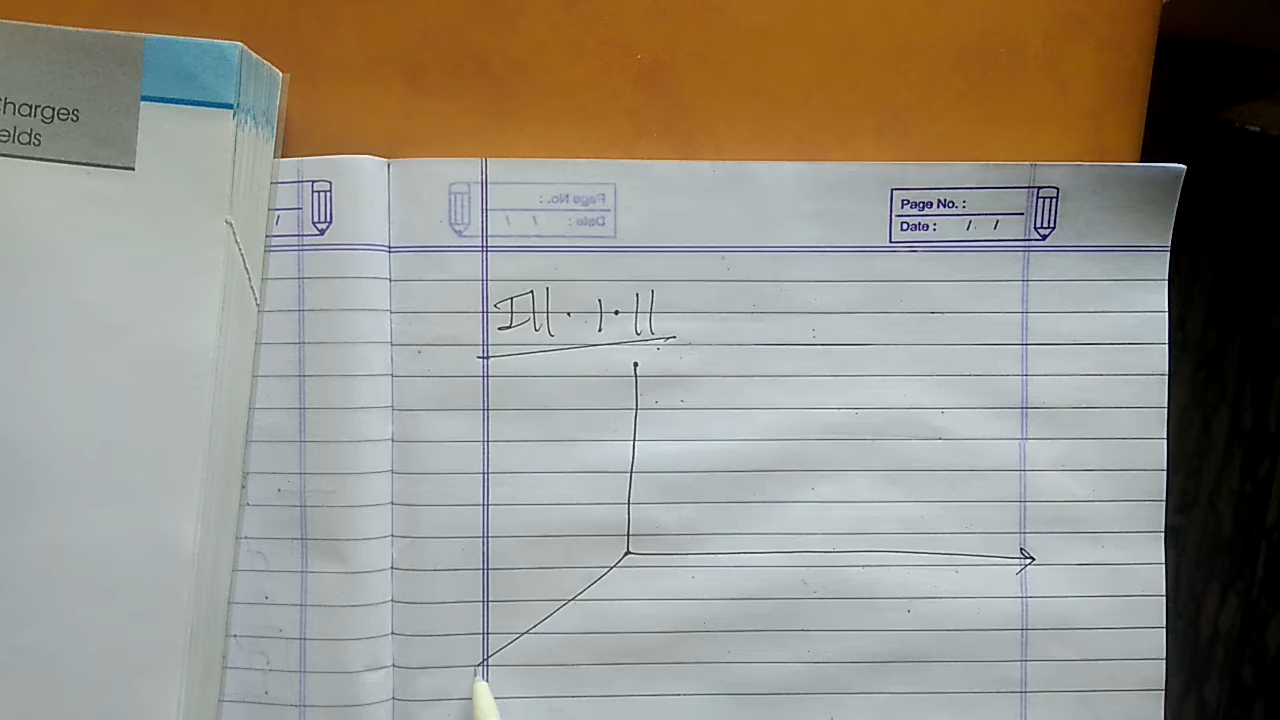 Charges
elds
Page No. :
Date : / /
Page No. :
Date : / /
Ill. 1.11